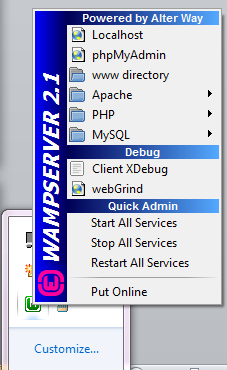 Powered by Alter Way
Localhost
phpMyAdmin
www directory
Apache
PHP
MySQL
Debug
Client XDebug
webGrind
Quick Admin
Start All Services
Stop All Services
Restart All Services
Put Online
WAMPSERVER 2.1
Customize...